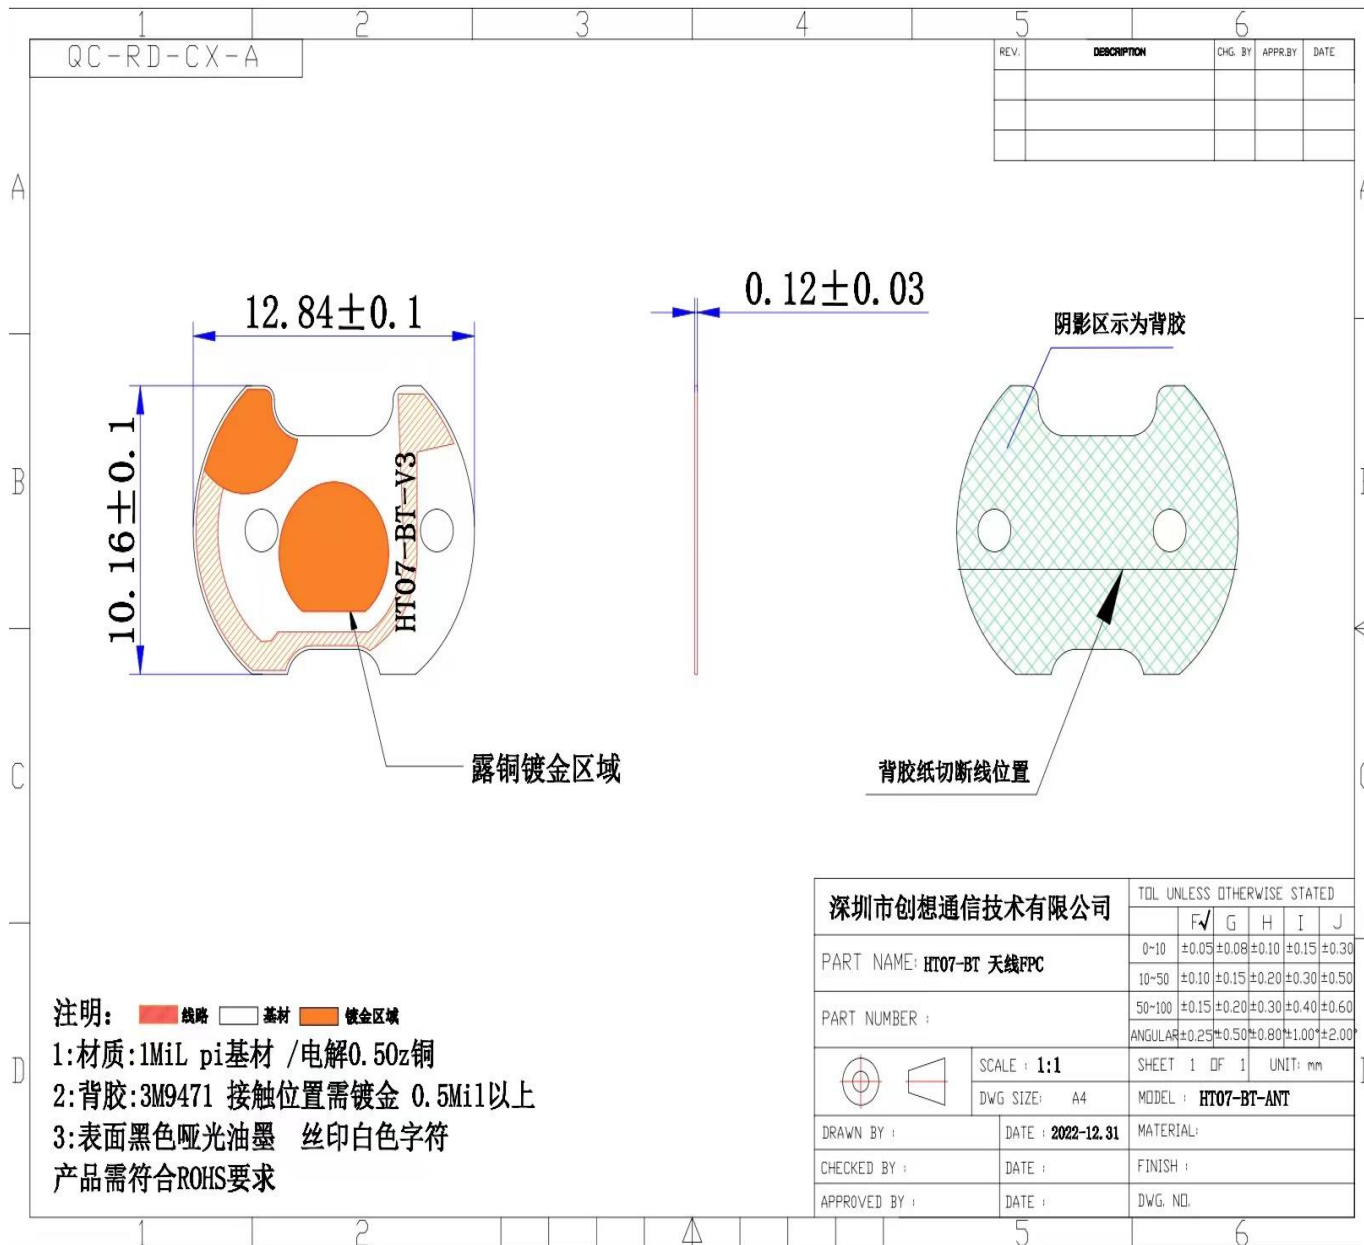 1 2 3 4 5 6
QC-RD-CX-A
REV. DESCRIPTION CHG. BY APPR.BY DATE
A
B
C
D
12.84±0.1
10.16±0.1
HT07-BT-V3
露铜镀金区域
0.12±0.03
阴影区示为背胶
背胶纸切断线位置
注明: 线路 基材 镀金区域
1:材质:1MiL pi基材 /电解0.5Oz铜
2:背胶:3M9471 接触位置需镀金 0.5Mil以上
3:表面黑色哑光油墨 丝印白色字符
产品需符合ROHS要求
深圳市创想通信技术有限公司
PART NAME: HT07-BT 天线FPC
PART NUMBER :
SCALE : 1:1
DWG SIZE: A4
DRAWN BY : DATE : 2022-12.31
CHECKED BY : DATE :
APPROVED BY : DATE :
TOL UNLESS OTHERWISE STATED
F√ G H I J
0~10 ±0.05 ±0.08 ±0.10 ±0.15 ±0.30
10~50 ±0.10 ±0.15 ±0.20 ±0.30 ±0.50
50~100 ±0.15 ±0.20 ±0.30 ±0.40 ±0.60
ANGULAR ±0.25° ±0.50° ±0.80° ±1.00° ±2.00°
SHEET 1 OF 1 UNIT: mm
MODEL : HT07-BT-ANT
MATERIAL:
FINISH :
DWG. NO.
1 2 5 6